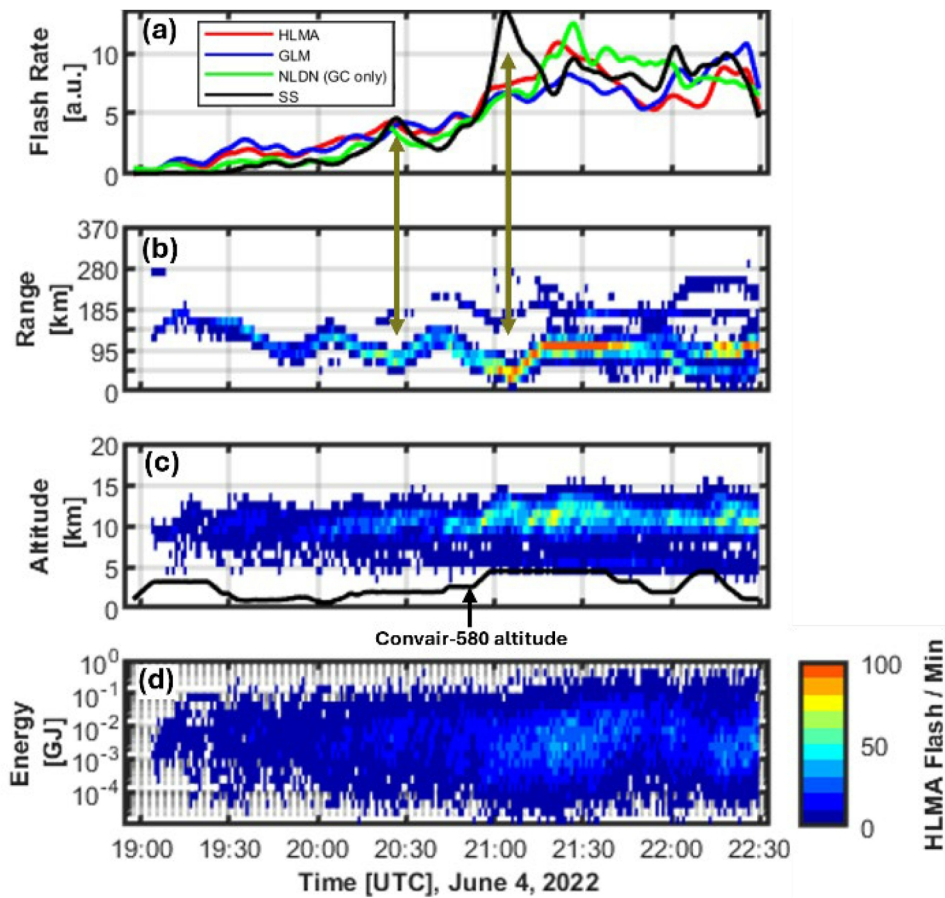 (a)
HLMA
GLM
NLDN (GC only)
SS
Flash Rate
[a.u.]
10
5
0
(b)
Range
[km]
370
280
185
95
0
(c)
Altitude
[km]
20
15
10
5
0
Convair-580 altitude
(d)
Energy
[GJ]
10^0
10^-1
10^-2
10^-3
10^-4
19:00 19:30 20:00 20:30 21:00 21:30 22:00 22:30
Time [UTC], June 4, 2022
100
50
0
HLMA Flash / Min